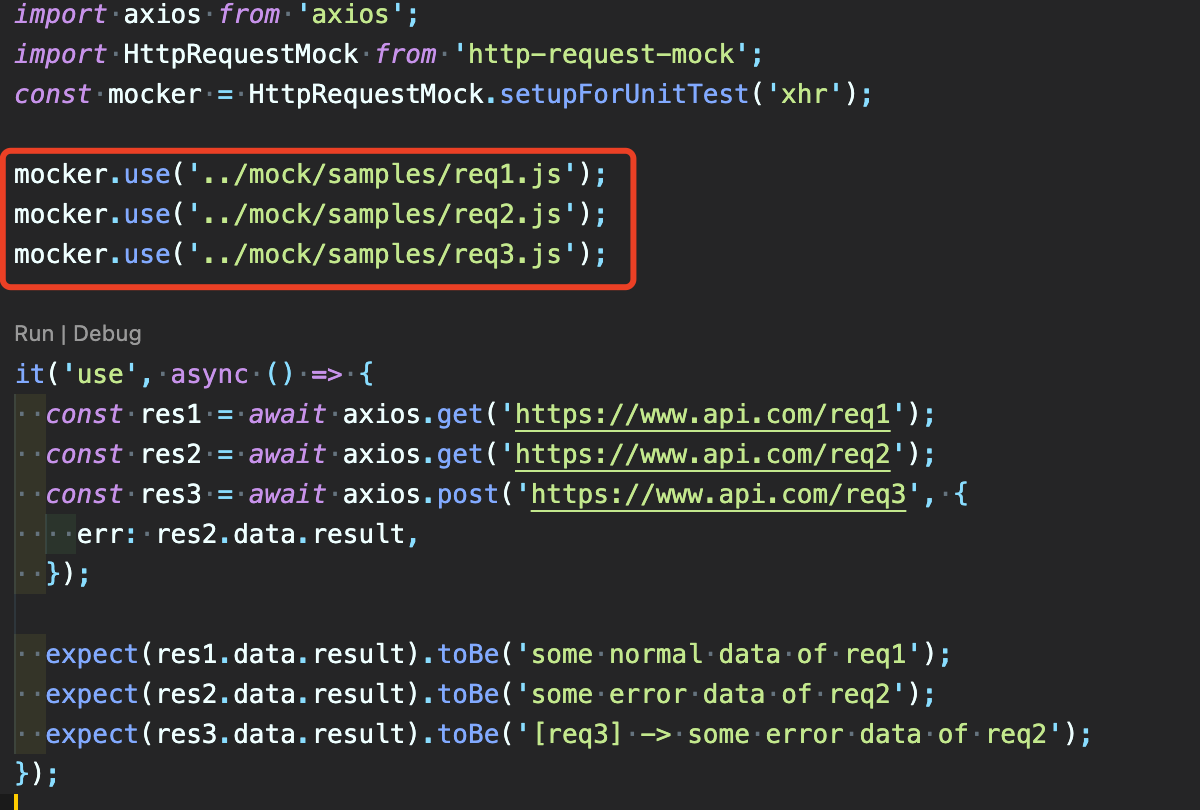 import axios from 'axios';
import HttpRequestMock from 'http-request-mock';
const mocker = HttpRequestMock.setupForUnitTest('xhr');
mocker.use('../mock/samples/req1.js');
mocker.use('../mock/samples/req2.js');
mocker.use('../mock/samples/req3.js');
Run | Debug
it('use', async () => {
  const res1 = await axios.get('https://www.api.com/req1');
  const res2 = await axios.get('https://www.api.com/req2');
  const res3 = await axios.post('https://www.api.com/req3', {
    err: res2.data.result,
  });
  expect(res1.data.result).toBe('some normal data of req1');
  expect(res2.data.result).toBe('some error data of req2');
  expect(res3.data.result).toBe('[req3] -> some error data of req2');
});